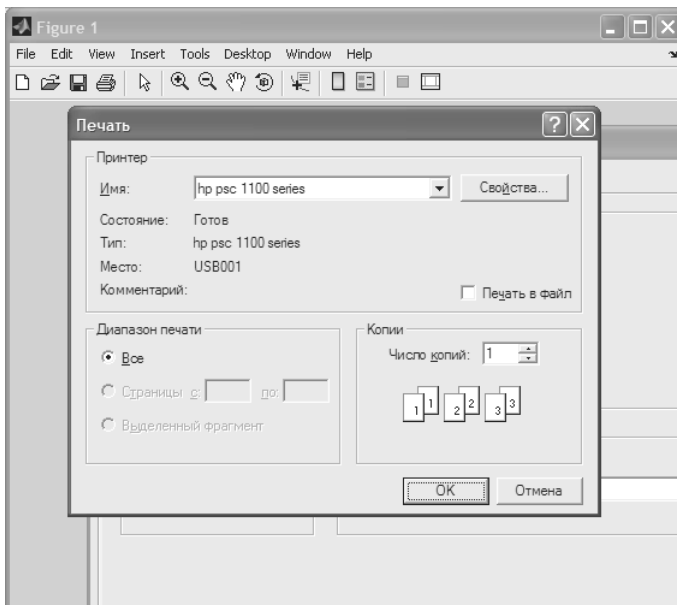 Figure 1
File Edit View Insert Tools Desktop Window Help
Печать
Принтер
Имя: hp psc 1100 series Свойства...
Состояние: Готов
Тип: hp psc 1100 series
Место: USB001
Комментарий: Печать в файл
Диапазон печати
Все
Страницы с: по:
Выделенный фрагмент
Копии
Число копий: 1
1 1 2 2 3 3
OK Отмена